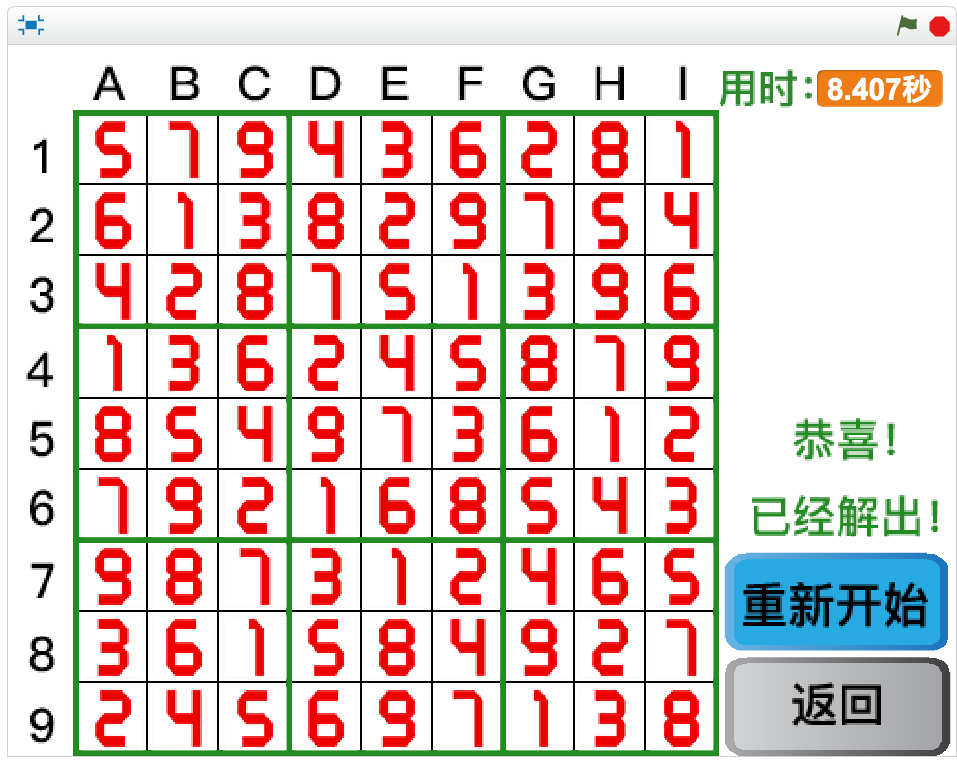 A B C D E F G H I
用时: 8.407秒
1 5 7 9 4 3 6 2 8 1
2 6 1 3 8 2 9 7 5 4
3 4 2 8 7 5 1 3 9 6
4 1 3 6 2 4 5 8 7 9
5 8 5 4 9 7 3 6 1 2
6 7 9 2 1 6 8 5 4 3
7 9 8 7 3 1 2 4 6 5
8 3 6 1 5 8 4 9 2 7
9 2 4 5 6 9 7 1 3 8
恭喜!
已经解出!
重新开始
返回